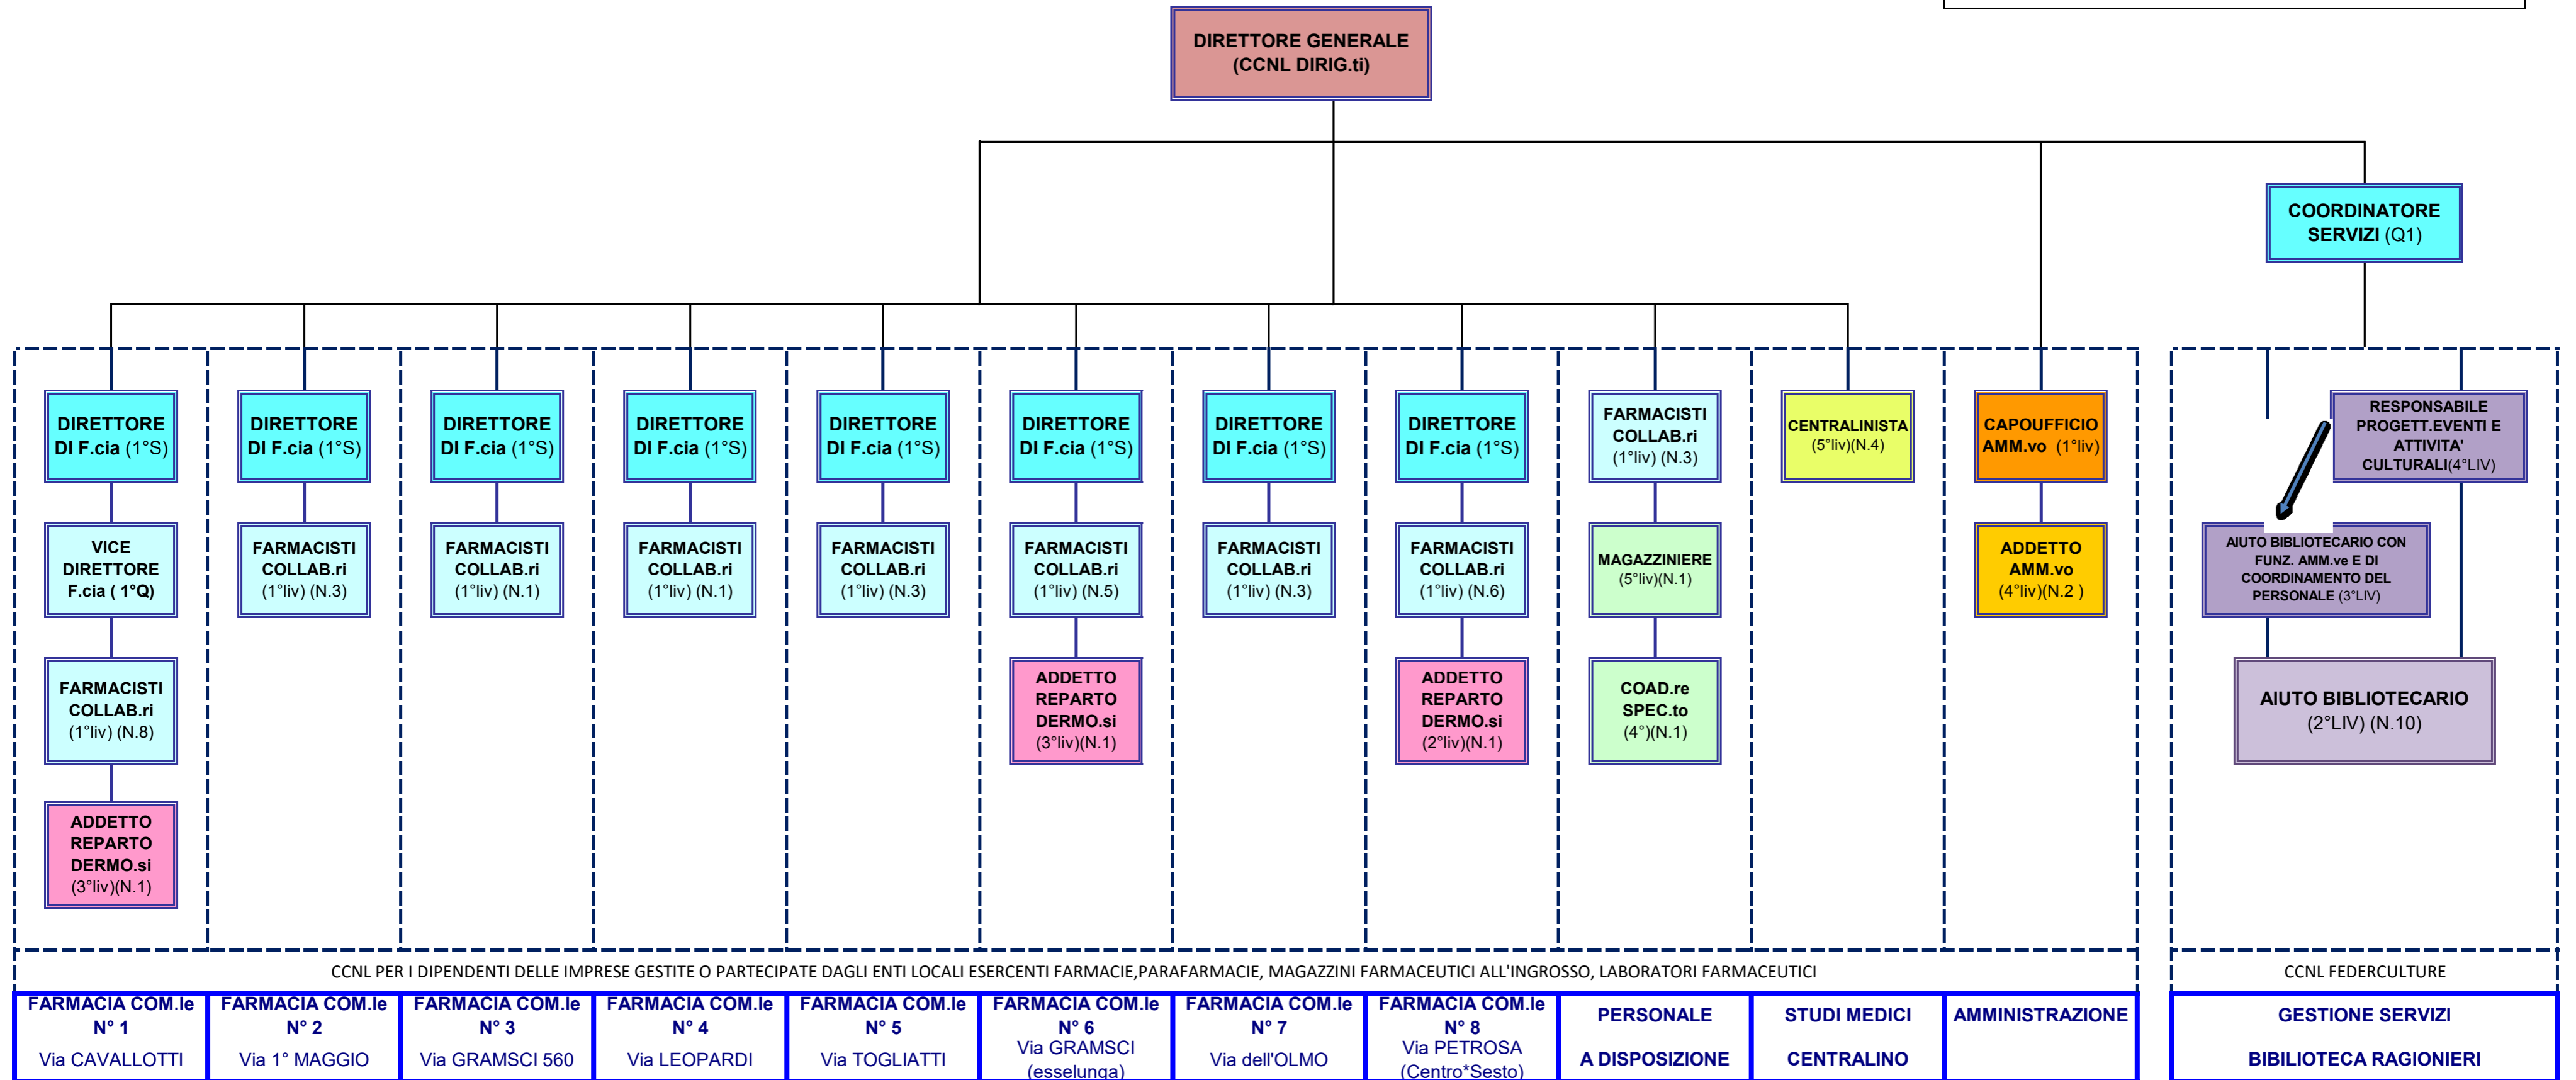 DIRETTORE GENERALE
(CCNL DIRIG.ti)
COORDINATORE
SERVIZI (Q1)
DIRETTORE
DI F.cia (1°S)
DIRETTORE
DI F.cia (1°S)
DIRETTORE
DI F.cia (1°S)
DIRETTORE
DI F.cia (1°S)
DIRETTORE
DI F.cia (1°S)
DIRETTORE
DI F.cia (1°S)
DIRETTORE
DI F.cia (1°S)
DIRETTORE
DI F.cia (1°S)
FARMACISTI
COLLAB.ri
(1°liv) (N.3)
CENTRALINISTA
(5°liv)(N.4)
CAPOUFFICIO
AMM.vo (1°liv)
RESPONSABILE
PROGETT.EVENTI E
ATTIVITA'
CULTURALI(4°LIV)
VICE
DIRETTORE
F.cia ( 1°Q)
FARMACISTI
COLLAB.ri
(1°liv) (N.3)
FARMACISTI
COLLAB.ri
(1°liv) (N.1)
FARMACISTI
COLLAB.ri
(1°liv) (N.1)
FARMACISTI
COLLAB.ri
(1°liv) (N.3)
FARMACISTI
COLLAB.ri
(1°liv) (N.5)
FARMACISTI
COLLAB.ri
(1°liv) (N.3)
FARMACISTI
COLLAB.ri
(1°liv) (N.6)
MAGAZZINIERE
(5°liv)(N.1)
ADDETTO
AMM.vo
(4°liv)(N.2 )
AIUTO BIBLIOTECARIO CON
FUNZ. AMM.ve E DI
COORDINAMENTO DEL
PERSONALE (3°LIV)
FARMACISTI
COLLAB.ri
(1°liv) (N.8)
ADDETTO
REPARTO
DERMO.si
(3°liv)(N.1)
ADDETTO
REPARTO
DERMO.si
(2°liv)(N.1)
COAD.re
SPEC.to
(4°)(N.1)
AIUTO BIBLIOTECARIO
(2°LIV) (N.10)
ADDETTO
REPARTO
DERMO.si
(3°liv)(N.1)
CCNL PER I DIPENDENTI DELLE IMPRESE GESTITE O PARTECIPATE DAGLI ENTI LOCALI ESERCENTI FARMACIE,PARAFARMACIE, MAGAZZINI FARMACEUTICI ALL'INGROSSO, LABORATORI FARMACEUTICI
CCNL FEDERCULTURE
FARMACIA COM.le
N° 1
Via CAVALLOTTI
FARMACIA COM.le
N° 2
Via 1° MAGGIO
FARMACIA COM.le
N° 3
Via GRAMSCI 560
FARMACIA COM.le
N° 4
Via LEOPARDI
FARMACIA COM.le
N° 5
Via TOGLIATTI
FARMACIA COM.le
N° 6
Via GRAMSCI
(esselunga)
FARMACIA COM.le
N° 7
Via dell'OLMO
FARMACIA COM.le
N° 8
Via PETROSA
(Centro*Sesto)
PERSONALE
A DISPOSIZIONE
STUDI MEDICI
CENTRALINO
AMMINISTRAZIONE
GESTIONE SERVIZI
BIBILIOTECA RAGIONIERI